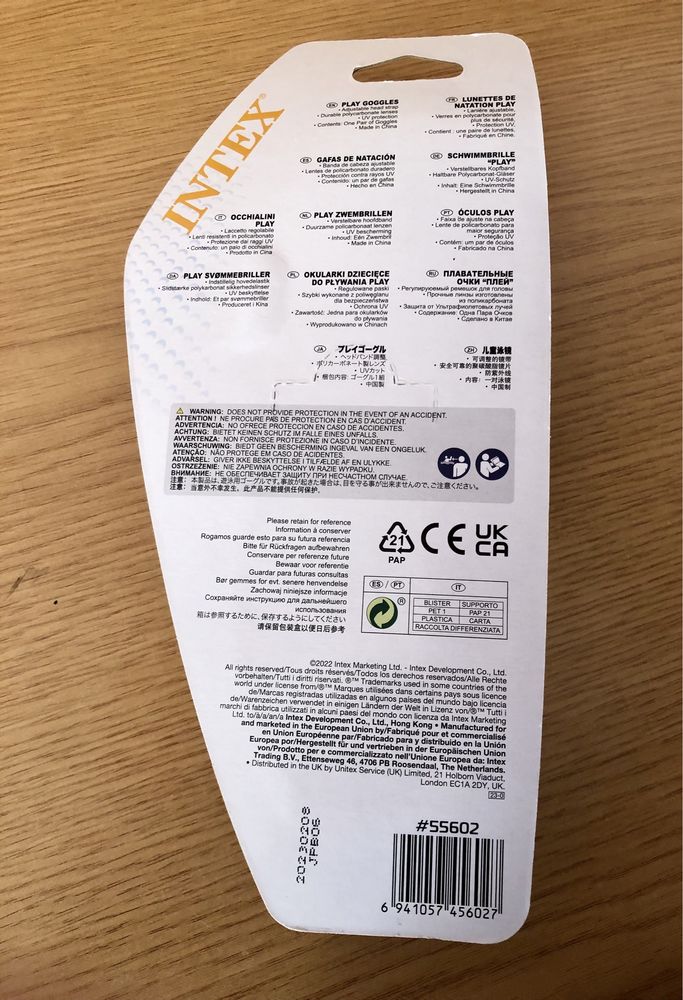 INTEX®
EN PLAY GOGGLES
• Adjustable head strap
• Durable polycarbonate lenses
• UV protection
• Contents: One Pair of Goggles
• Made in China
FR LUNETTES DE
NATATION PLAY
• Lanière ajustable,
• Verres en polycarbonate pour
plus de sécurité,
• Protection UV,
• Contient : une paire de lunettes,
• Fabriqué en Chine.
ES GAFAS DE NATACIÓN
• Banda de cabeza ajustable
• Lentes de policarbonato duradero
• Protección contra rayos UV
• Contenido: un par de gafas
• Hecho en China
DE SCHWIMMBRILLE
"PLAY"
• Verstellbares Kopfband
• Haltbare Polycarbonat-Gläser
• UV-Schutz
• Inhalt: Eine Schwimmbrille
• Hergestellt in China
IT OCCHIALINI
PLAY
• Laccetto regolabile
• Lenti resistenti in policarbonato
• Protezione dai raggi UV
• Contenuto: un paio di occhialini
• Prodotto in Cina
NL PLAY ZWEMBRILLEN
• Verstelbare hoofdband
• Duurzame polycarbonaat lenzen
• UV bescherming
• Inhoud: Eén Zwembril
• Made in China
PT ÓCULOS PLAY
• Faixa de ajuste na cabeça
• Lente de policarbonato para
maior segurança
• Proteção UV
• Contém: um par de óculos
• Fabricado na China
DA PLAY SVØMMEBRILLER
• Indstillelig hovedelastik
• Slidstærke polykarbonat sikkerhedslinser
• UV beskyttelse
• Indhold: Et par svømmebriller
• Produceret i Kina
PL OKULARKI DZIECIĘCE
DO PŁYWANIA PLAY
• Regulowane paski
• Szybki wykonane z poliwęglanu
dla bezpieczeństwa
• Ochrona UV
• Zawartość: Jedna para okularków
do pływania
• Wyprodukowano w Chinach
RU ПЛАВАТЕЛЬНЫЕ
ОЧКИ "ПЛЕЙ"
• Регулируемый ремешок для головы
• Прочные линзы изготовлены
из поликарбоната
• Защита от Ультрафиолетовых лучей
• Содержание: Одна Пара Очков
• Сделано в Китае
JA プレイゴーグル
• ヘッドバンド調整
• ポリカーボネート製レンズ
• UVカット
• 梱包内容: ゴーグル1組
• 中国製
ZH 儿童泳镜
• 可调整的镜带
• 安全可靠的聚碳酸脂镜片
• 防紫外线
• 内容: 一对泳镜
• 中国制
WARNING: DOES NOT PROVIDE PROTECTION IN THE EVENT OF AN ACCIDENT.
ATTENTION ! NE PROCURE PAS DE PROTECTION EN CAS D'ACCIDENT.
ADVERTENCIA: NO OFRECE PROTECCION EN CASO DE ACCIDENTES.
ACHTUNG: BIETET KEINEN SCHUTZ IM FALLE EINES UNFALLS.
AVVERTENZA: NON FORNISCE PROTEZIONE IN CASO D'INCIDENTE.
WAARSCHUWING: BIEDT GEEN BESCHERMING INGEVAL VAN EEN ONGELUK.
ATENÇÃO: NÃO PROTEGE NO CASO DE UM ACIDENTE.
ADVARSEL: GIVER IKKE BESKYTTELSE I TILFÆLDE AF EN ULYKKE.
OSTRZEŻENIE: NIE ZAPEWNIA OCHRONY W RAZIE WYPADKU.
ВНИМАНИЕ: НЕ ОБЕСПЕЧИВАЕТ ЗАЩИТУ ПРИ НЕСЧАСТНОМ СЛУЧАЕ.
注意: 本製品は、遊泳用ゴーグルです。事故が起きた場合は、目を守る事が出来ませんので、ご注意ください。
注意: 当意外不幸发生，此产品不能提供任何保护。
Please retain for reference
Information à conserver
Rogamos guarde esto para su futura referencia
Bitte für Rückfragen aufbewahren
Conservare per referenze future
Bewaar voor referentie
Guardar para futuras consultas
Bør gemmes for evt. senere henvendelse
Zachowaj niniejsze informacje
Сохраняйте инструкцию для дальнейшего
использования
箱は参照するために、保存するようにしてください
请保留包装盒以便日后参考
21
PAP
CE
UK
CA
ES / PT
IT
®
BLISTER SUPPORTO
PET 1 PAP 21
PLASTICA CARTA
RACCOLTA DIFFERENZIATA
©2022 Intex Marketing Ltd. - Intex Development Co., Ltd.
All rights reserved/Tous droits réservés/Todos los derechos reservados/Alle Rechte
vorbehalten/Tutti i diritti riservati. ®™ Trademarks used in some countries of the
world under license from/®™ Marques utilisées dans certains pays sous licence
de/Marcas registradas utilizadas en algunos países del mundo bajo licencia
de/Warenzeichen verwendet in einigen Ländern der Welt in Lizenz von/®™ Tutti i
marchi di fabbrica utilizzati in alcuni paesi del mondo con licenza da Intex Marketing
Ltd. to/à/a/an/a Intex Development Co., Ltd., Hong Kong • Manufactured for
and marketed in the European Union by/Fabriqué pour et commercialisé
en Union Européenne par/Fabricado para y distribuido en la Unión
Europea por/Hergestellt für und vertrieben in der Europäischen Union
von/Prodotto per e commercializzato nell'Unione Europea da: Intex
Trading B.V., Ettenseweg 46, 4706 PB Roosendaal, The Netherlands.
• Distributed in the UK by Unitex Service (UK) Limited, 21 Holborn Viaduct,
London EC1A 2DY, UK.
23-0
20230208
JPB06
#55602
6 941057 456027